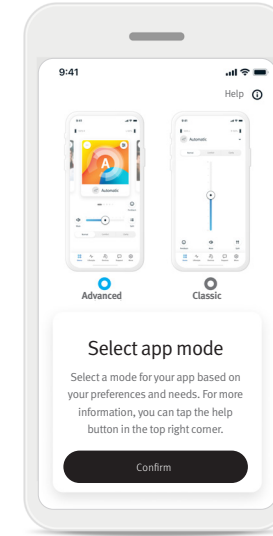 9:41
Help
A
Automatic
Automatic
Advanced
Classic
Select app mode
Select a mode for your app based on
your preferences and needs. For more
information, you can tap the help
button in the top right corner.
Confirm